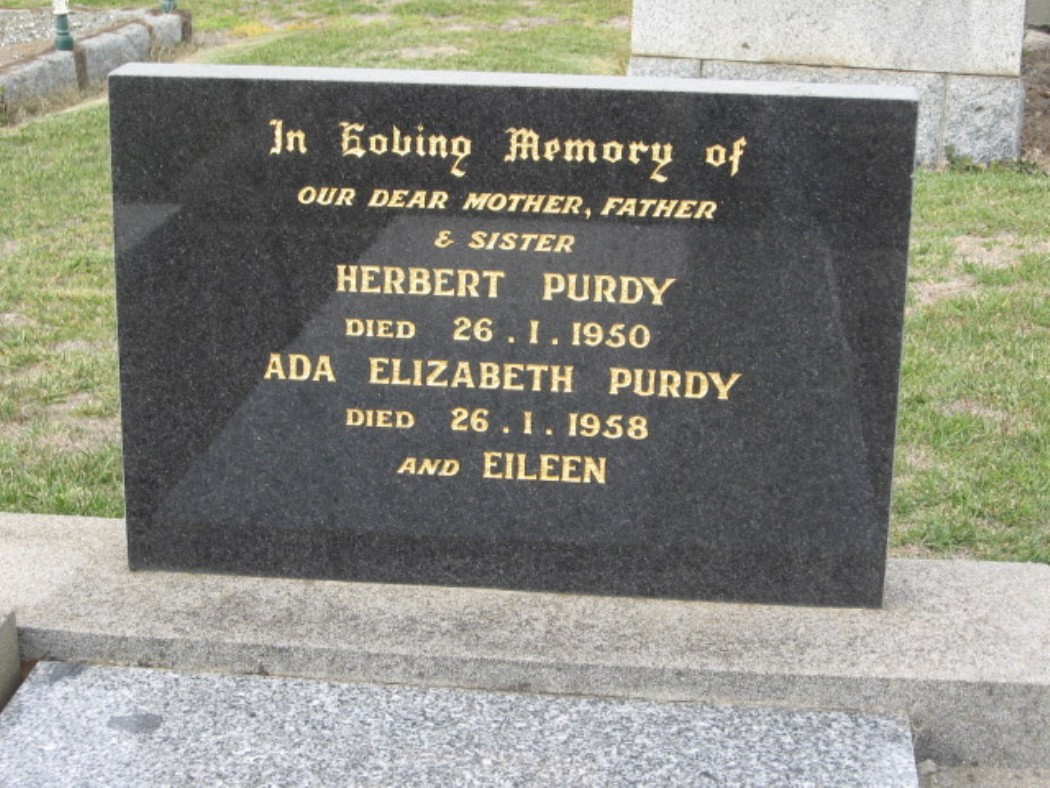 In Loving Memory of
OUR DEAR MOTHER, FATHER
& SISTER
HERBERT PURDY
DIED 26.1.1950
ADA ELIZABETH PURDY
DIED 26.1.1958
AND EILEEN